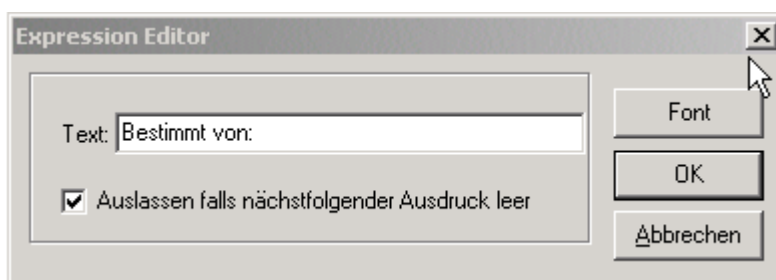 Expression Editor
Font
Text: Bestimmt von:
OK
Auslassen falls nächstfolgender Ausdruck leer
Abbrechen